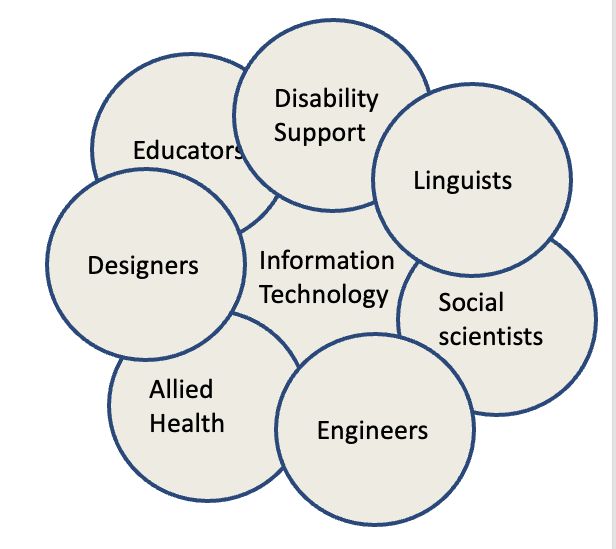 Disability
Support
Educators
Linguists
Designers
Information
Technology
Social
scientists
Allied
Health
Engineers